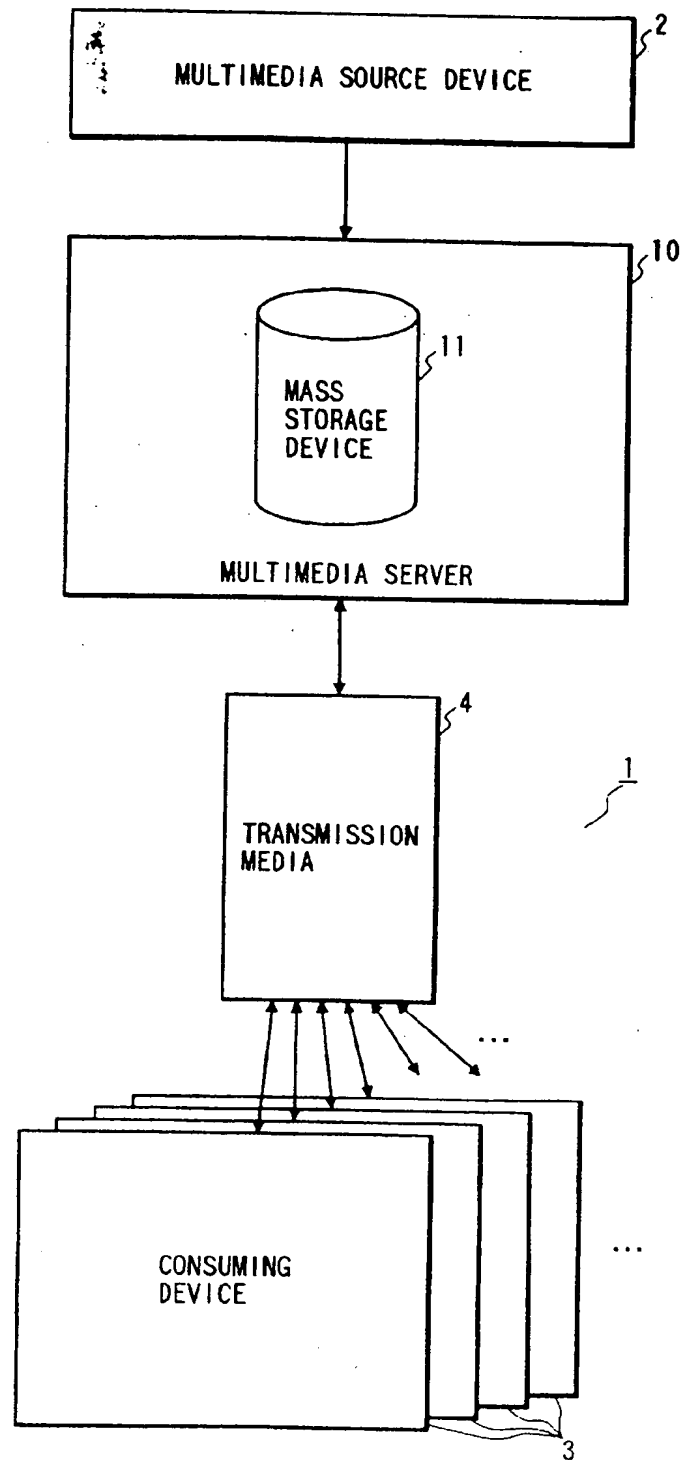 2
MULTIMEDIA SOURCE DEVICE
10
11
MASS
STORAGE
DEVICE
MULTIMEDIA SERVER
4
TRANSMISSION
MEDIA
1
...
CONSUMING
DEVICE
...
3